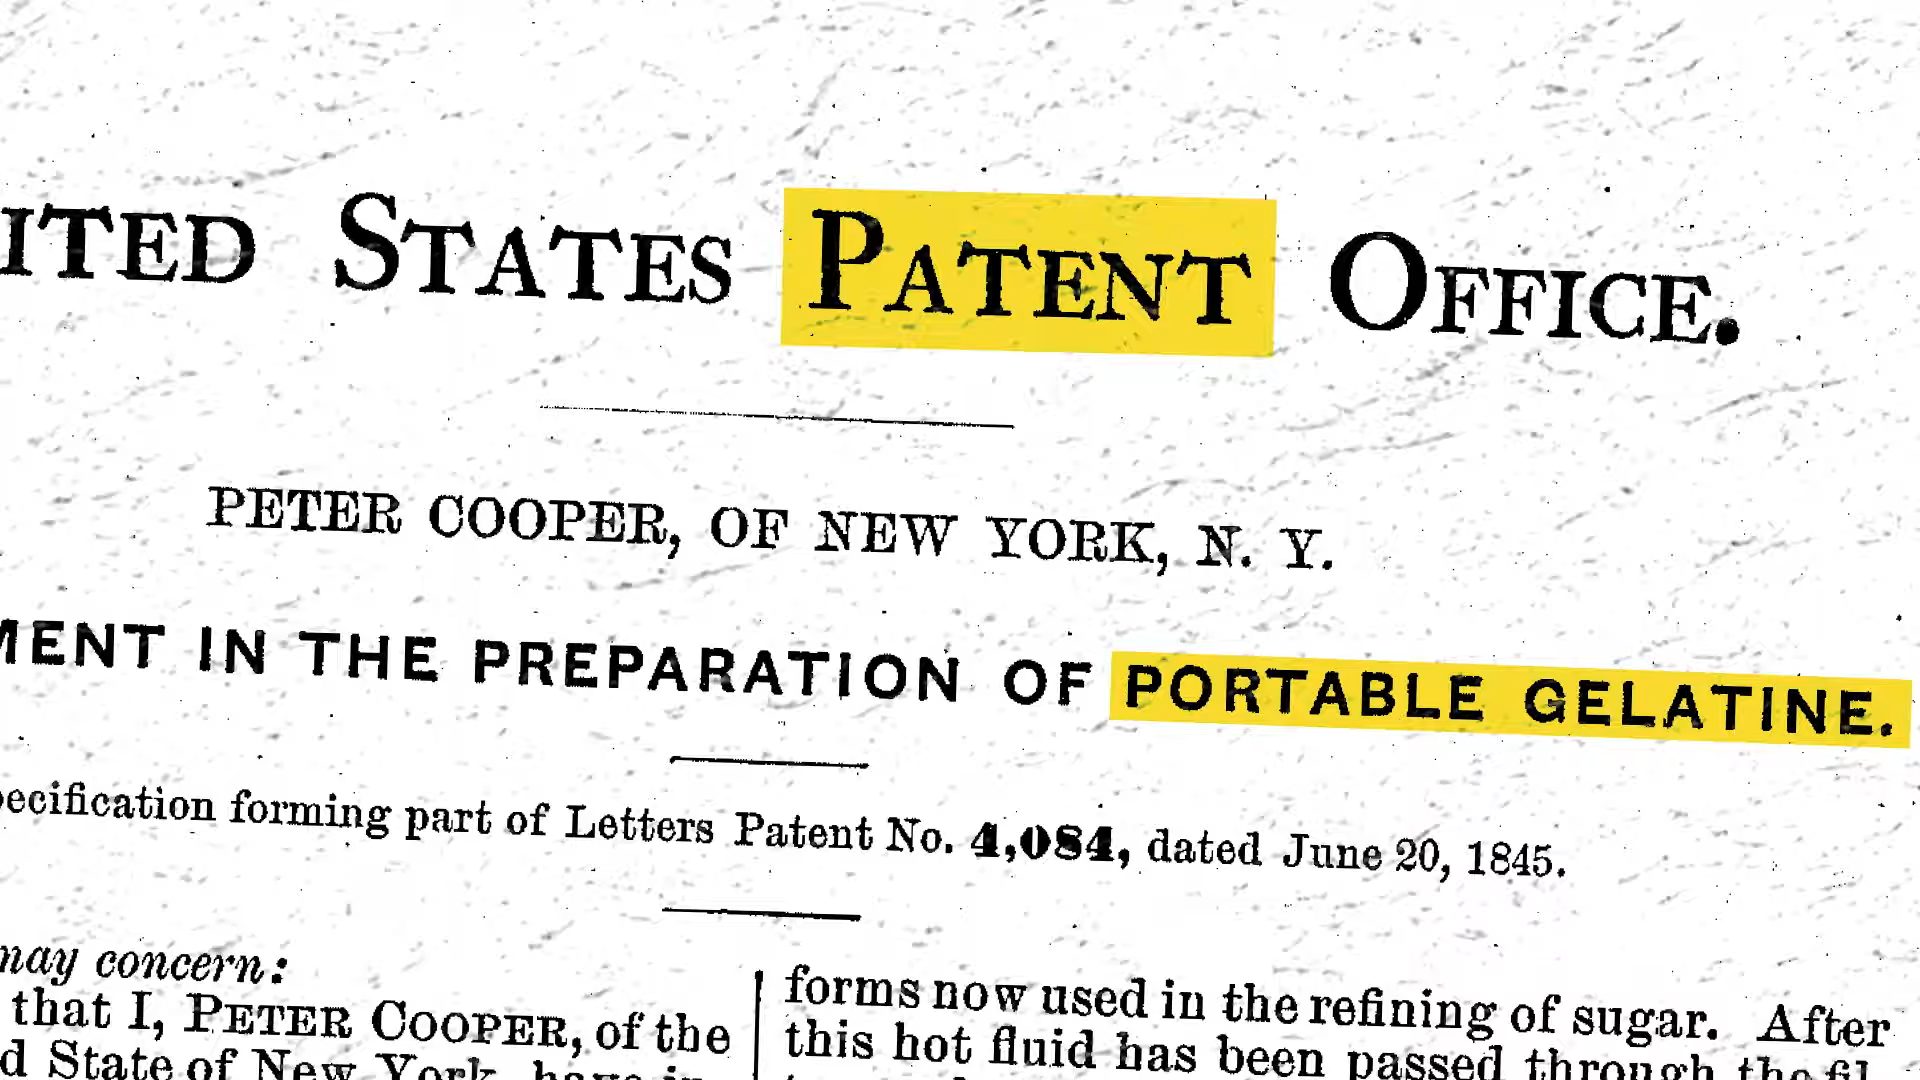 ITED STATES PATENT OFFICE.
PETER COOPER, OF NEW YORK, N. Y.
MENT IN THE PREPARATION OF PORTABLE GELATINE.
pecification forming part of Letters Patent No. 4,084, dated June 20, 1845.
may concern:
that I, PETER COOPER, of the
d State of New York, have in
forms now used in the refining of sugar. After
this hot fluid has been passed through the fil